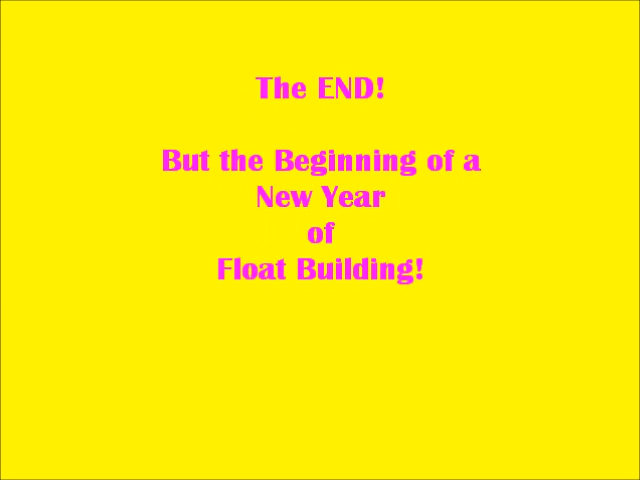 The END!
But the Beginning of a
New Year
of
Float Building!